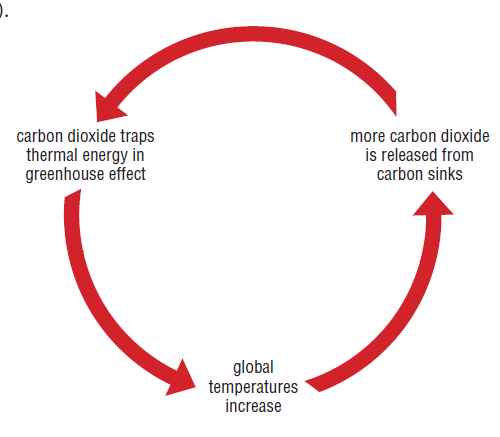 ).
carbon dioxide traps
thermal energy in
greenhouse effect
more carbon dioxide
is released from
carbon sinks
global
temperatures
increase